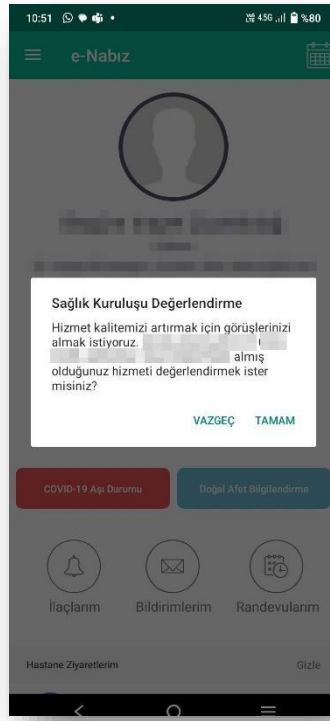 10:51 4.5G %80
e-Nabız
Sağlık Kuruluşu Değerlendirme
Hizmet kalitemizi artırmak için görüşlerinizi
almak istiyoruz.
almış
olduğunuz hizmeti değerlendirmek ister
misiniz?
VAZGEÇ TAMAM
COVID-19 Aşı Durumu Doğal Afet Bilgilendirme
İlaçlarım Bildirimlerim Randevularım
Hastane Ziyaretlerim Gizle